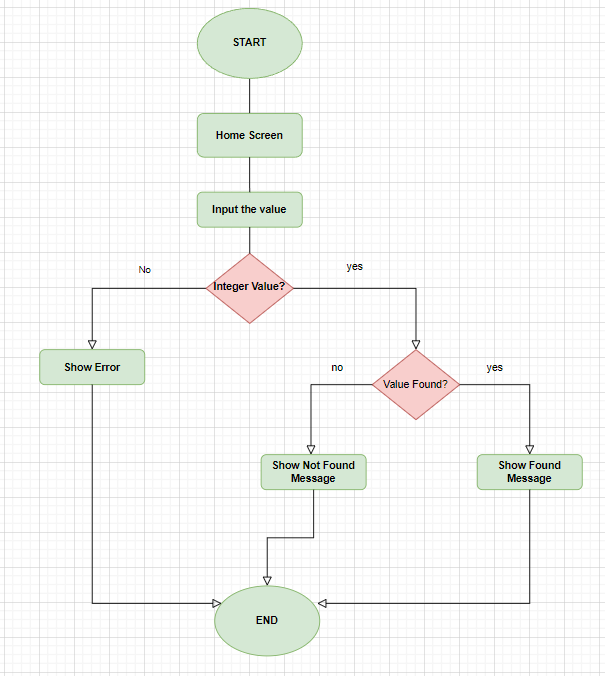 START
Home Screen
Input the value
No
yes
Integer Value?
Show Error
no
yes
Value Found?
Show Not Found
Message
Show Found
Message
END